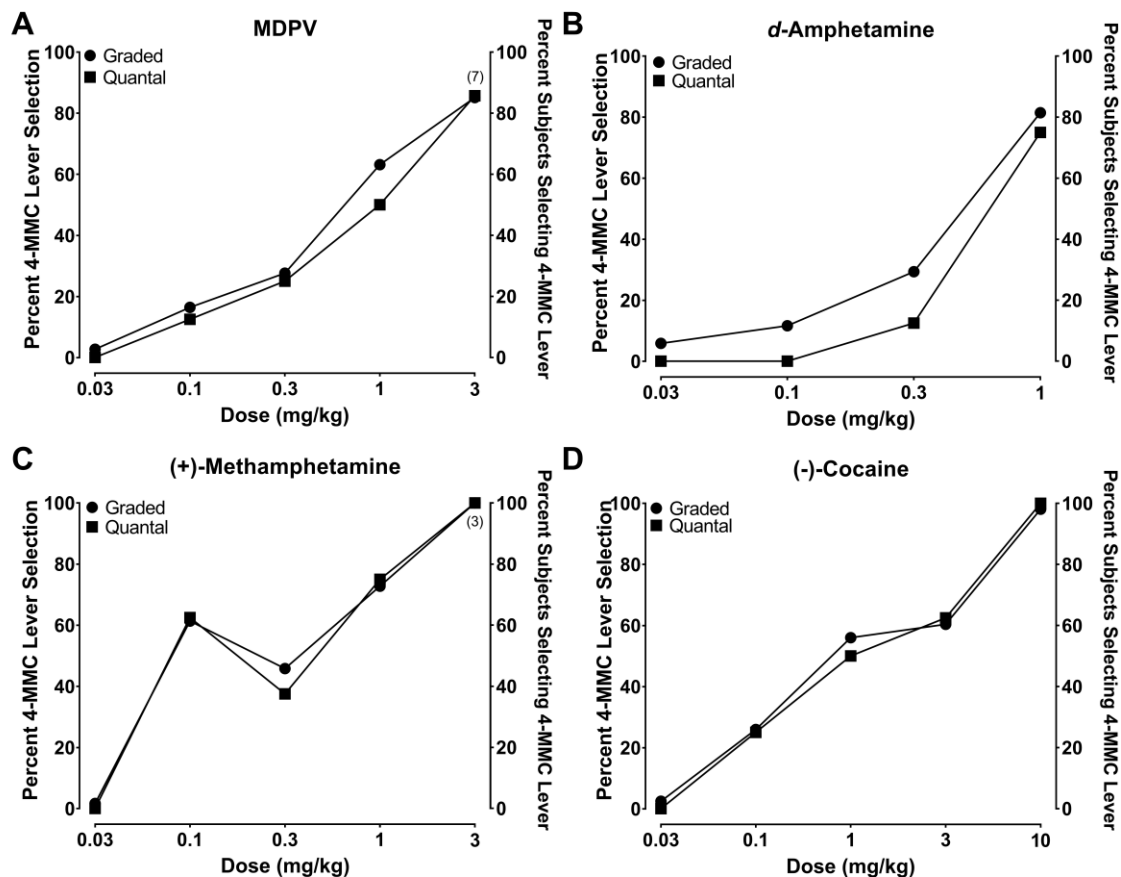 A
MDPV
Graded
Quantal
(7)
Percent 4-MMC Lever Selection
100
80
60
40
20
0
0.03 0.1 0.3 1 3
Dose (mg/kg)
100
80
60
40
20
0
Percent Subjects Selecting 4-MMC Lever
B
d-Amphetamine
Graded
Quantal
Percent 4-MMC Lever Selection
100
80
60
40
20
0
0.03 0.1 0.3 1
Dose (mg/kg)
100
80
60
40
20
0
Percent Subjects Selecting 4-MMC Lever
C
(+)-Methamphetamine
Graded
Quantal
(3)
Percent 4-MMC Lever Selection
100
80
60
40
20
0
0.03 0.1 0.3 1 3
Dose (mg/kg)
100
80
60
40
20
0
Percent Subjects Selecting 4-MMC Lever
D
(-)-Cocaine
Graded
Quantal
Percent 4-MMC Lever Selection
100
80
60
40
20
0
0.03 0.1 1 3 10
Dose (mg/kg)
100
80
60
40
20
0
Percent Subjects Selecting 4-MMC Lever